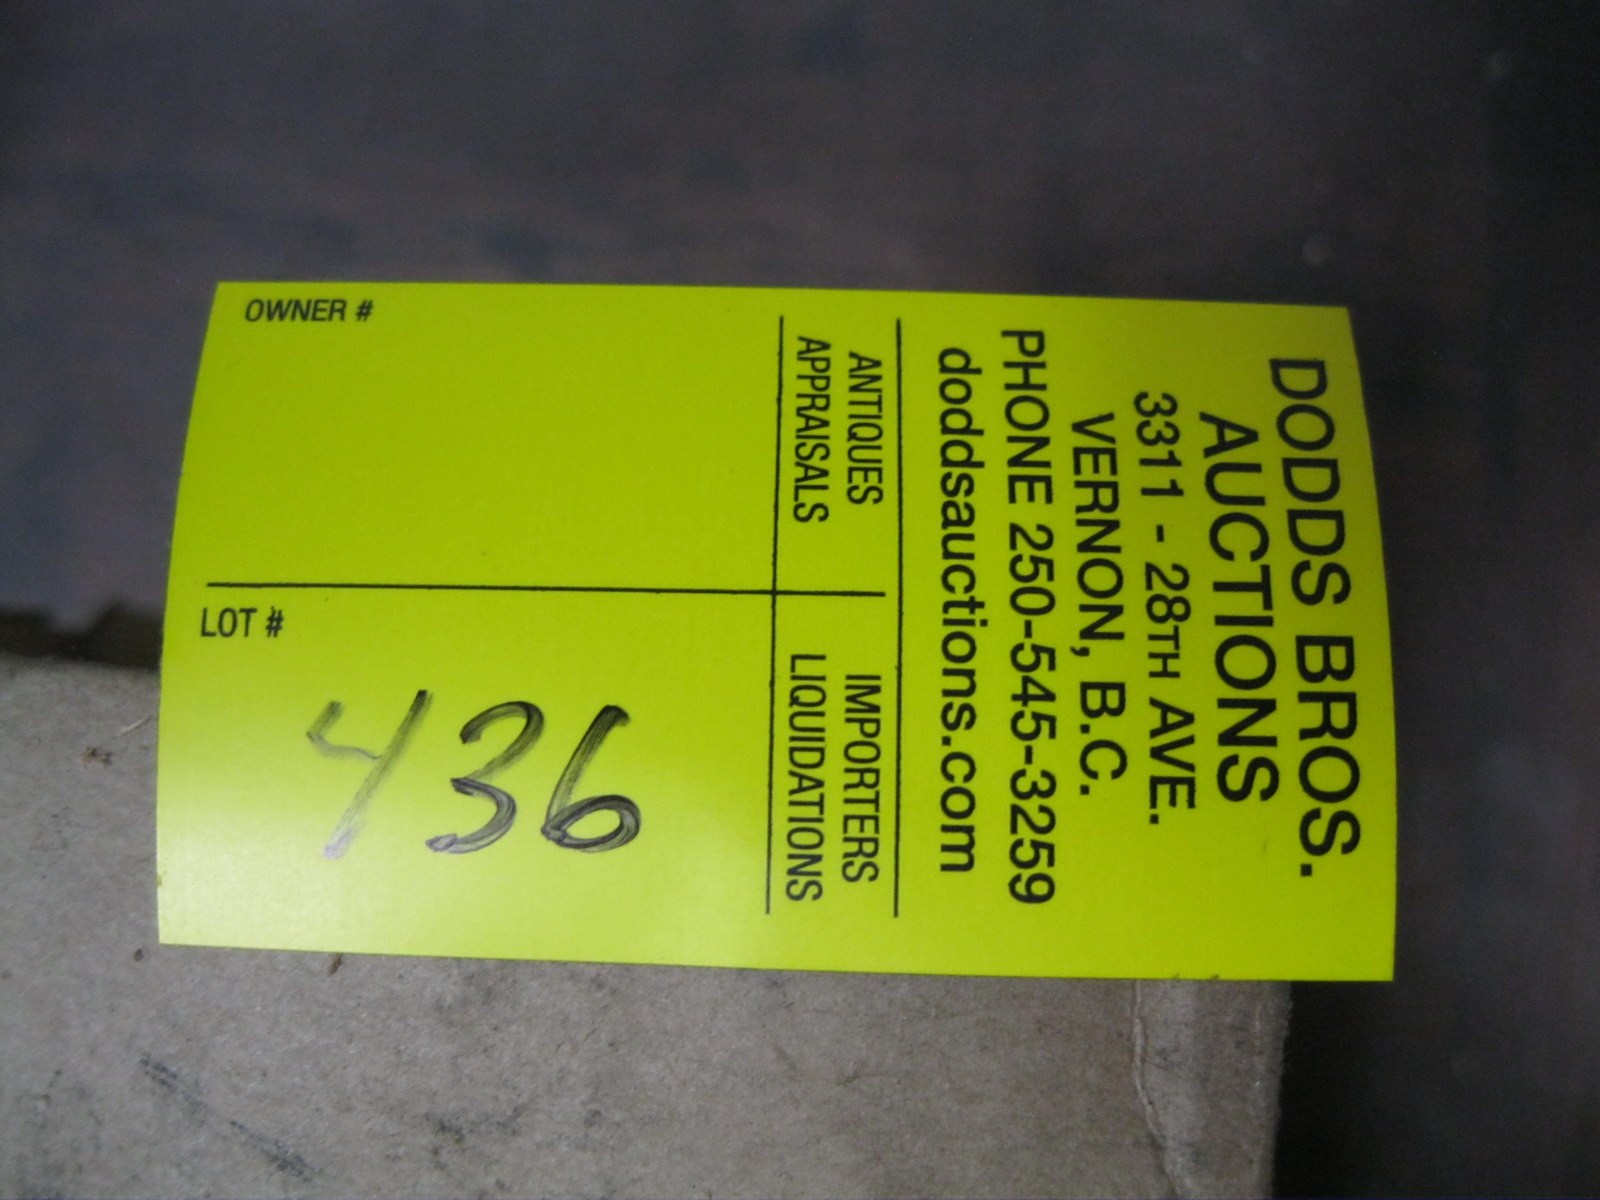 DODDS BROS.
AUCTIONS
3311 - 28TH AVE.
VERNON, B.C.
PHONE 250-545-3259
doddsauctions.com
ANTIQUES
APPRAISALS
IMPORTERS
LIQUIDATIONS
OWNER #
LOT #
436